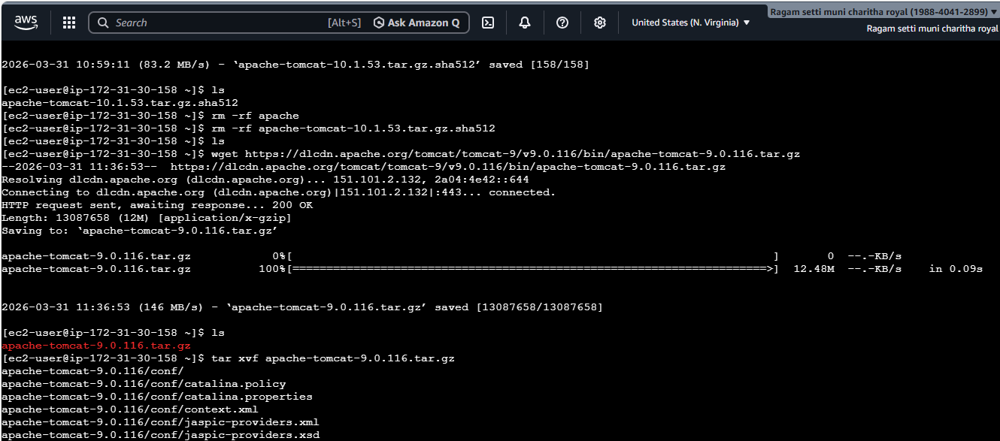 aws
Search [Alt+S] Ask Amazon Q United States (N. Virginia) ▼ Ragam setti muni charitha royal (1988-4041-2899) ▼
Ragam setti muni charitha royal
2026-03-31 10:59:11 (83.2 MB/s) - ‘apache-tomcat-10.1.53.tar.gz.sha512’ saved [158/158]
[ec2-user@ip-172-31-30-158 ~]$ ls
apache-tomcat-10.1.53.tar.gz.sha512
[ec2-user@ip-172-31-30-158 ~]$ rm -rf apache
[ec2-user@ip-172-31-30-158 ~]$ rm -rf apache-tomcat-10.1.53.tar.gz.sha512
[ec2-user@ip-172-31-30-158 ~]$ ls
[ec2-user@ip-172-31-30-158 ~]$ wget https://dlcdn.apache.org/tomcat/tomcat-9/v9.0.116/bin/apache-tomcat-9.0.116.tar.gz
--2026-03-31 11:36:53-- https://dlcdn.apache.org/tomcat/tomcat-9/v9.0.116/bin/apache-tomcat-9.0.116.tar.gz
Resolving dlcdn.apache.org (dlcdn.apache.org)... 151.101.2.132, 2a04:4e42::644
Connecting to dlcdn.apache.org (dlcdn.apache.org)|151.101.2.132|:443... connected.
HTTP request sent, awaiting response... 200 OK
Length: 13087658 (12M) [application/x-gzip]
Saving to: ‘apache-tomcat-9.0.116.tar.gz’
apache-tomcat-9.0.116.tar.gz 0%[ ] 0 --.-KB/s
apache-tomcat-9.0.116.tar.gz 100%[======================================================================>] 12.48M --.-KB/s in 0.09s
2026-03-31 11:36:53 (146 MB/s) - ‘apache-tomcat-9.0.116.tar.gz’ saved [13087658/13087658]
[ec2-user@ip-172-31-30-158 ~]$ ls
apache-tomcat-9.0.116.tar.gz
[ec2-user@ip-172-31-30-158 ~]$ tar xvf apache-tomcat-9.0.116.tar.gz
apache-tomcat-9.0.116/conf/
apache-tomcat-9.0.116/conf/catalina.policy
apache-tomcat-9.0.116/conf/catalina.properties
apache-tomcat-9.0.116/conf/context.xml
apache-tomcat-9.0.116/conf/jaspic-providers.xml
apache-tomcat-9.0.116/conf/jaspic-providers.xsd